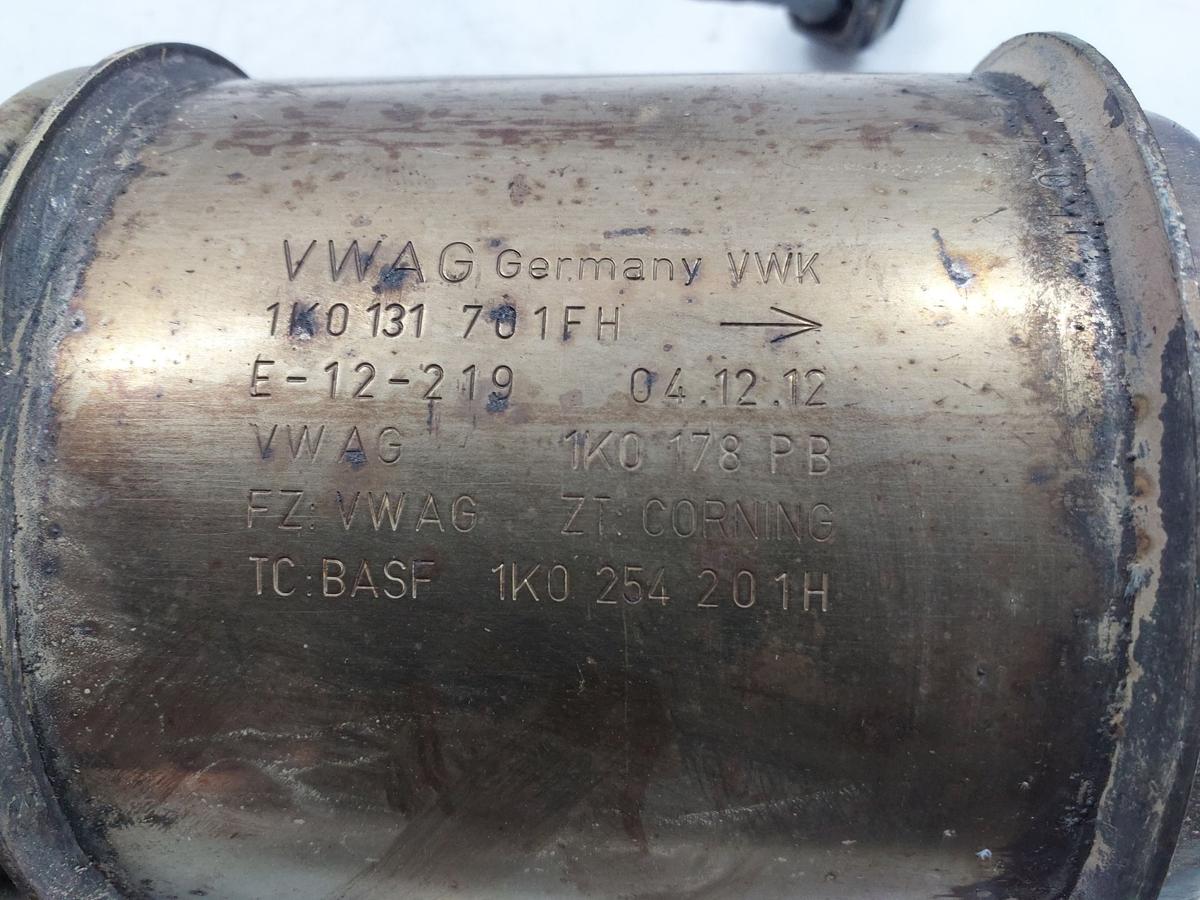 VWAG Germany VWK
1K0 131 701FH →
E-12-219 04.12.12
VWAG 1K0 178 PB
FZ: VWAG ZT: CORNING
TC:BASF 1K0 254 201H